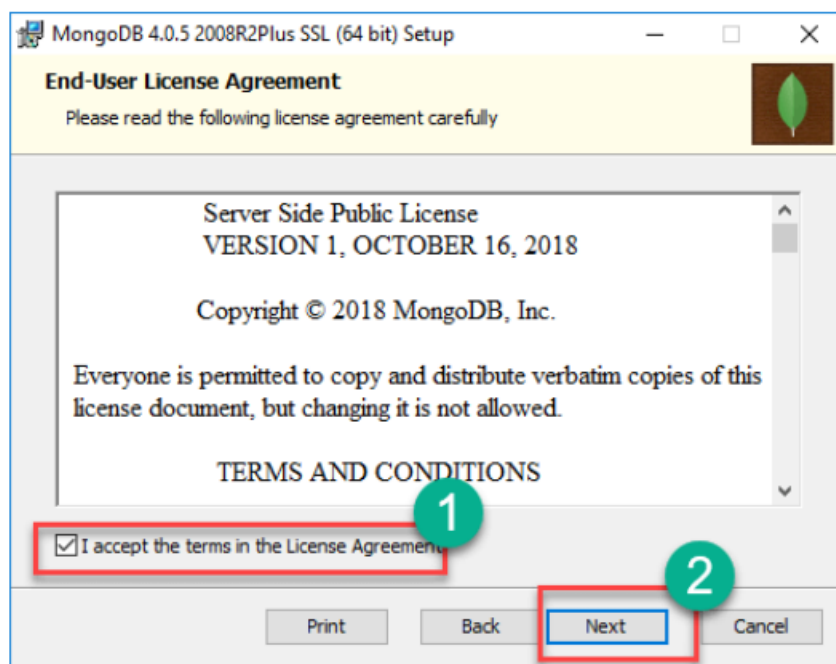 MongoDB 4.0.5 2008R2Plus SSL (64 bit) Setup
End-User License Agreement
Please read the following license agreement carefully
Server Side Public License
VERSION 1, OCTOBER 16, 2018
Copyright © 2018 MongoDB, Inc.
Everyone is permitted to copy and distribute verbatim copies of this
license document, but changing it is not allowed.
TERMS AND CONDITIONS
1
I accept the terms in the License Agreement
2
Print Back Next Cancel